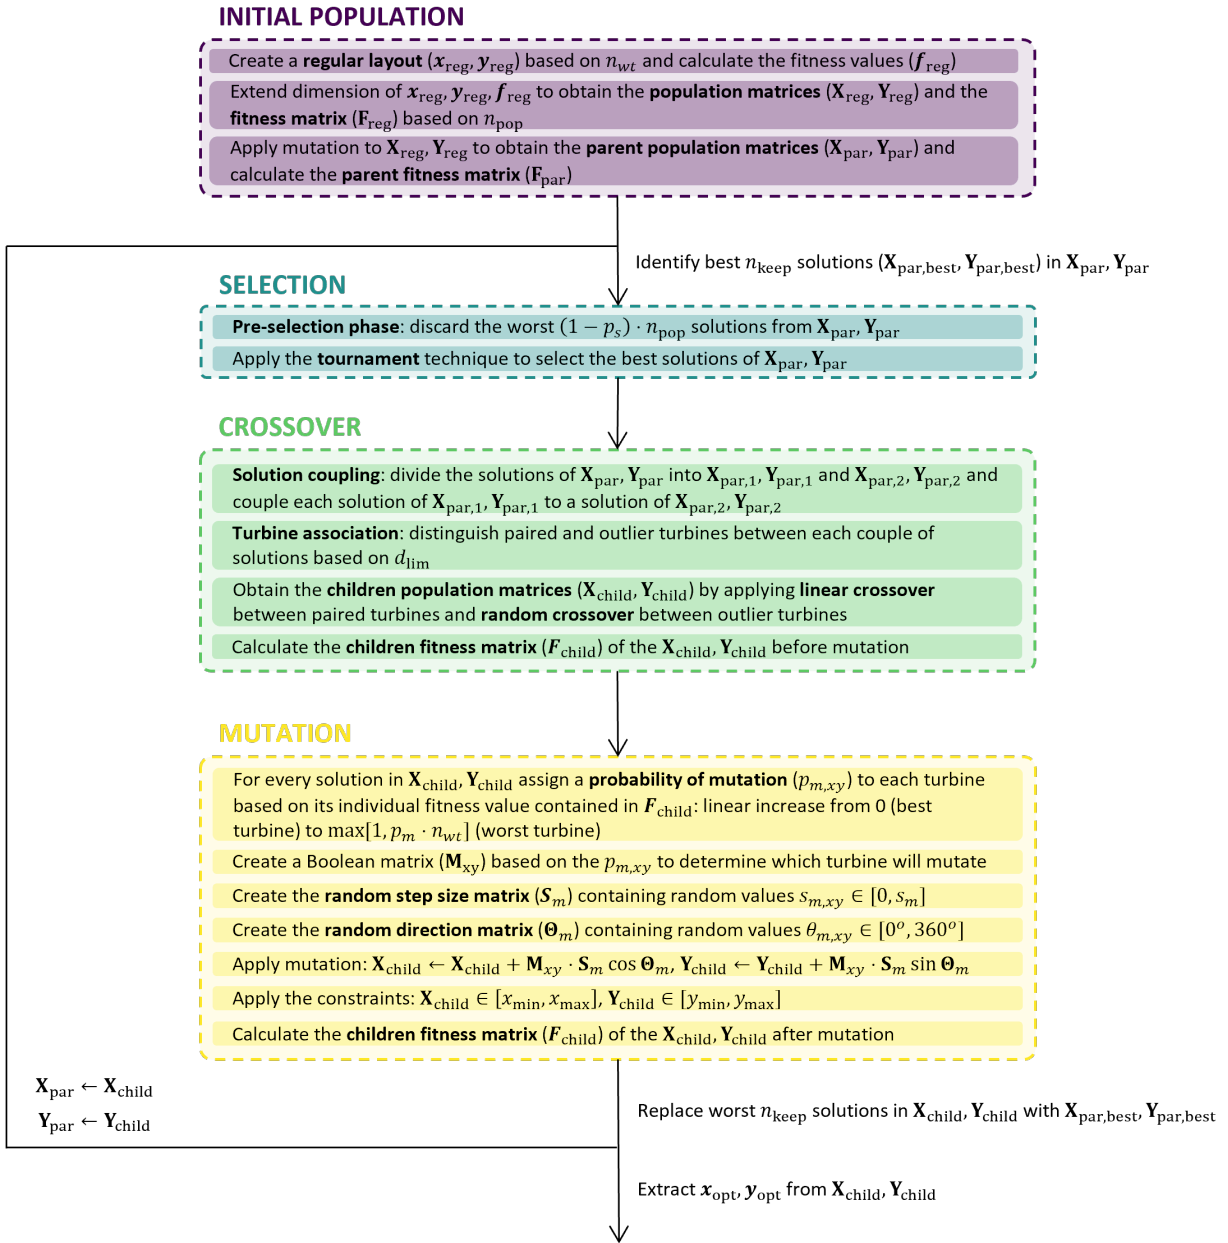 INITIAL POPULATION
Create a regular layout (x_reg, y_reg) based on n_wt and calculate the fitness values (f_reg)
Extend dimension of x_reg, y_reg, f_reg to obtain the population matrices (X_reg, Y_reg) and the
fitness matrix (F_reg) based on n_pop
Apply mutation to X_reg, Y_reg to obtain the parent population matrices (X_par, Y_par) and
calculate the parent fitness matrix (F_par)
Identify best n_keep solutions (X_par,best, Y_par,best) in X_par, Y_par
SELECTION
Pre-selection phase: discard the worst (1 − p_s) · n_pop solutions from X_par, Y_par
Apply the tournament technique to select the best solutions of X_par, Y_par
CROSSOVER
Solution coupling: divide the solutions of X_par, Y_par into X_par,1, Y_par,1 and X_par,2, Y_par,2 and
couple each solution of X_par,1, Y_par,1 to a solution of X_par,2, Y_par,2
Turbine association: distinguish paired and outlier turbines between each couple of
solutions based on d_lim
Obtain the children population matrices (X_child, Y_child) by applying linear crossover
between paired turbines and random crossover between outlier turbines
Calculate the children fitness matrix (F_child) of the X_child, Y_child before mutation
MUTATION
For every solution in X_child, Y_child assign a probability of mutation (p_m,xy) to each turbine
based on its individual fitness value contained in F_child: linear increase from 0 (best
turbine) to max[1, p_m · n_wt] (worst turbine)
Create a Boolean matrix (M_xy) based on the p_m,xy to determine which turbine will mutate
Create the random step size matrix (S_m) containing random values s_m,xy ∈ [0, s_m]
Create the random direction matrix (Θ_m) containing random values θ_m,xy ∈ [0°, 360°]
Apply mutation: X_child ← X_child + M_xy · S_m cos Θ_m, Y_child ← Y_child + M_xy · S_m sin Θ_m
Apply the constraints: X_child ∈ [x_min, x_max], Y_child ∈ [y_min, y_max]
Calculate the children fitness matrix (F_child) of the X_child, Y_child after mutation
X_par ← X_child
Y_par ← Y_child
Replace worst n_keep solutions in X_child, Y_child with X_par,best, Y_par,best
Extract x_opt, y_opt from X_child, Y_child